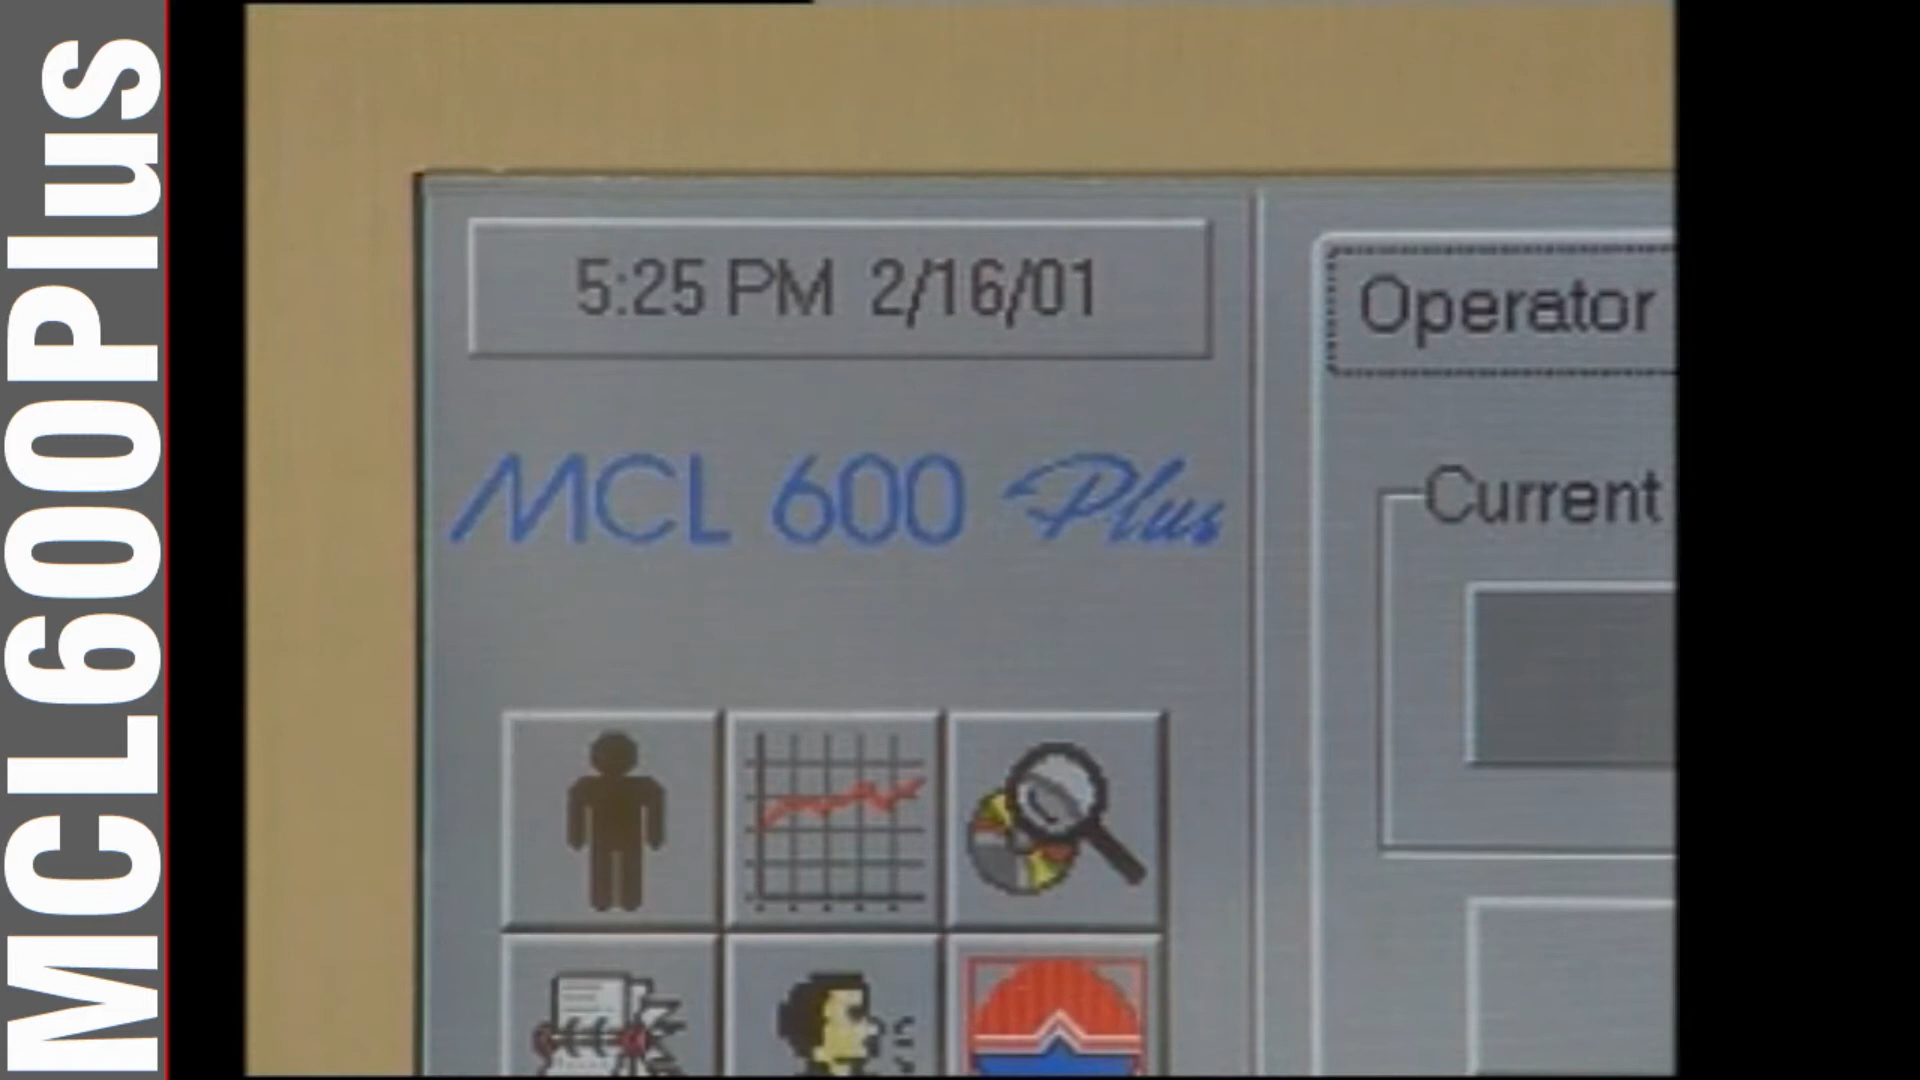 MCL600Plus
5:25 PM 2/16/01
Operator
MCL 600 Plus
Current